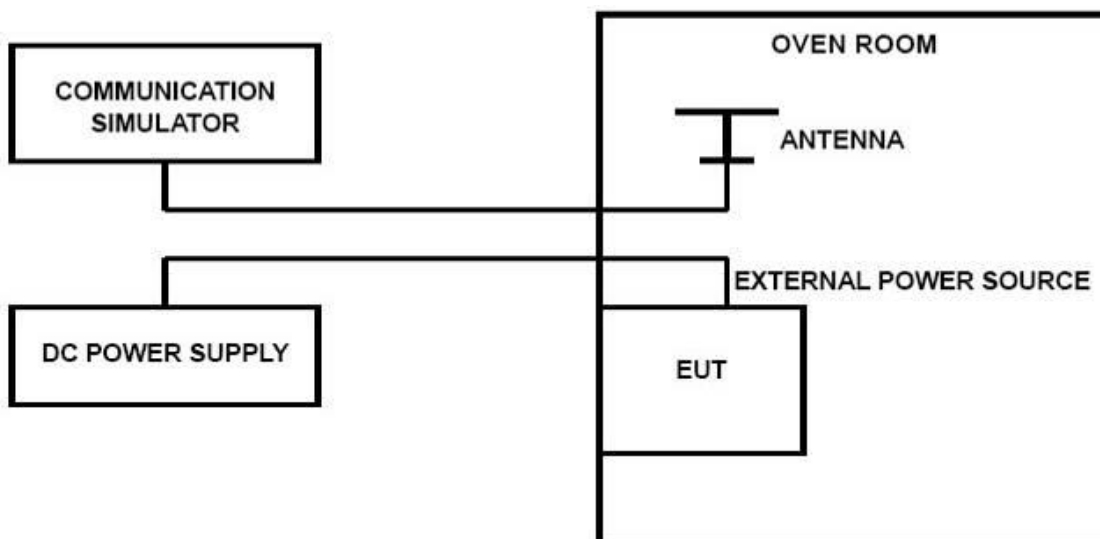 OVEN ROOM
COMMUNICATION
SIMULATOR
ANTENNA
EXTERNAL POWER SOURCE
DC POWER SUPPLY
EUT